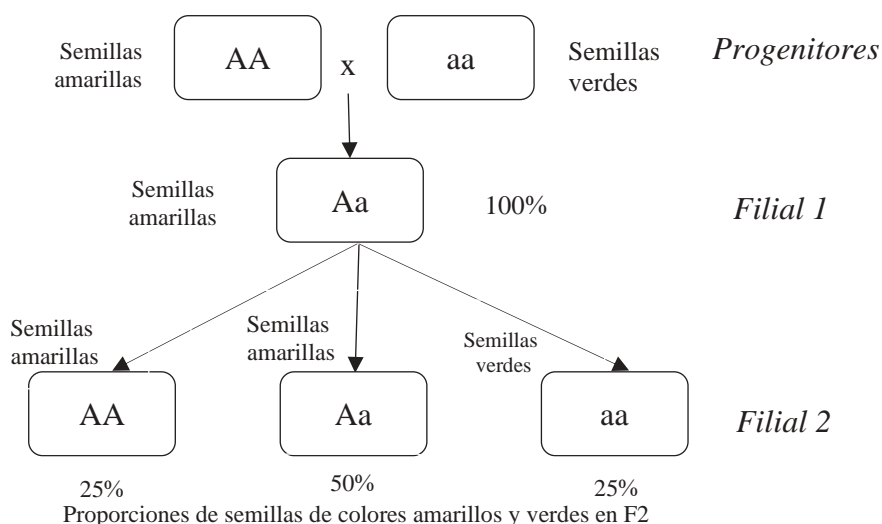 Semillas
amarillas
AA
x
aa
Semillas
verdes
Progenitores
Semillas
amarillas
Aa
100%
Filial 1
Semillas
amarillas
Semillas
amarillas
Semillas
verdes
AA
Aa
aa
Filial 2
25%
50%
25%
Proporciones de semillas de colores amarillos y verdes en F2